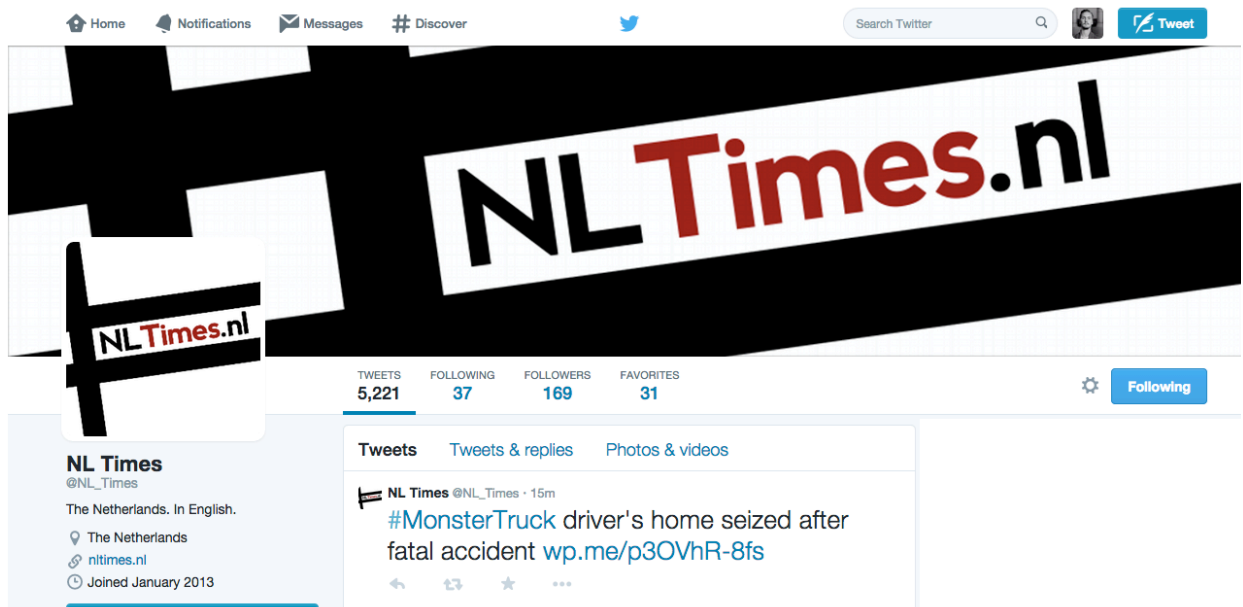 Home Notifications Messages # Discover Search Twitter Tweet
NLTimes.nl
NLTimes.nl
TWEETS FOLLOWING FOLLOWERS FAVORITES
5,221 37 169 31
Following
Tweets Tweets & replies Photos & videos
NL Times
@NL_Times
The Netherlands. In English.
The Netherlands
nltimes.nl
Joined January 2013
NL Times @NL_Times · 15m
#MonsterTruck driver's home seized after
fatal accident wp.me/p3OVhR-8fs